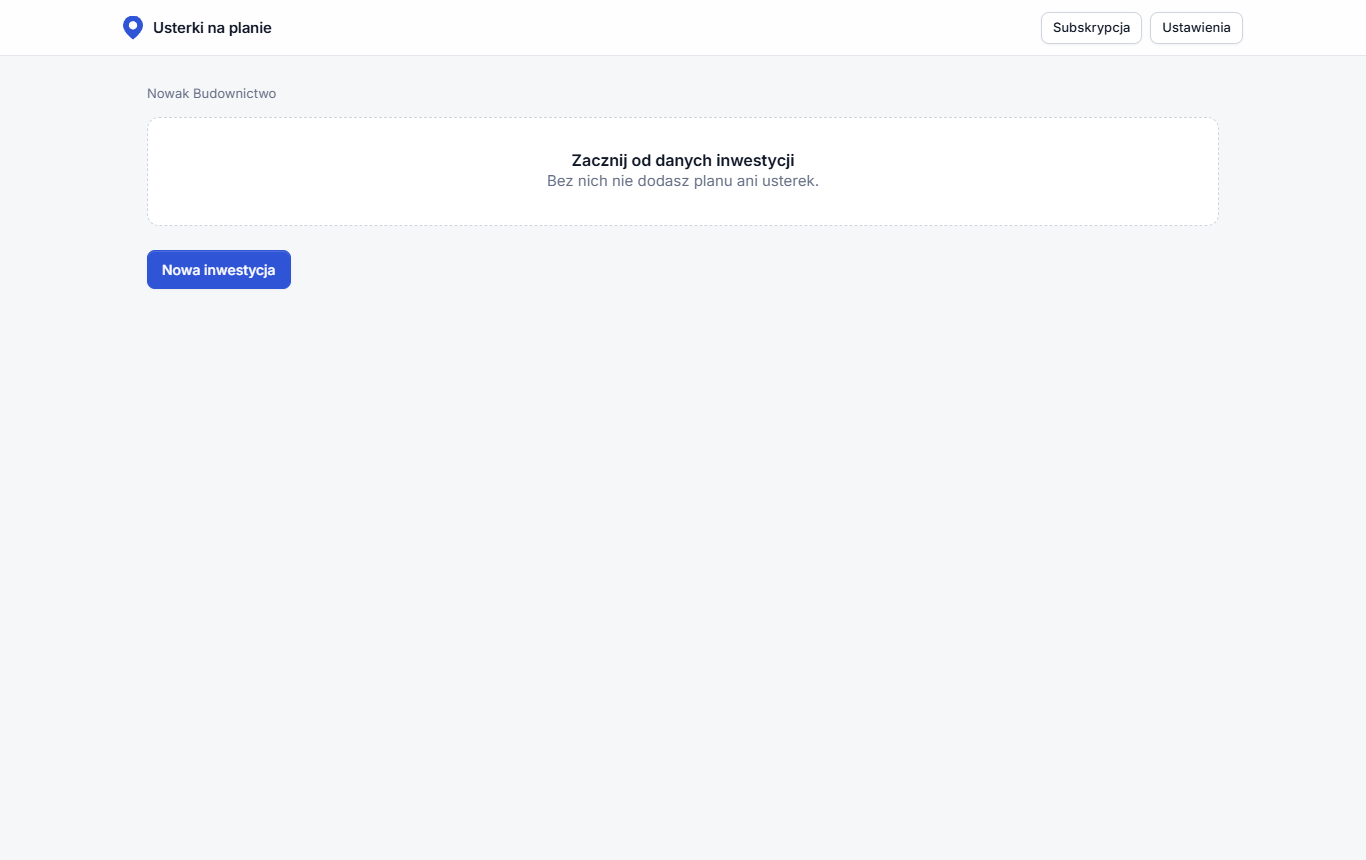 Usterki na planie
Subskrypcja
Ustawienia
Nowak Budownictwo
Zacznij od danych inwestycji
Bez nich nie dodasz planu ani usterek.
Nowa inwestycja